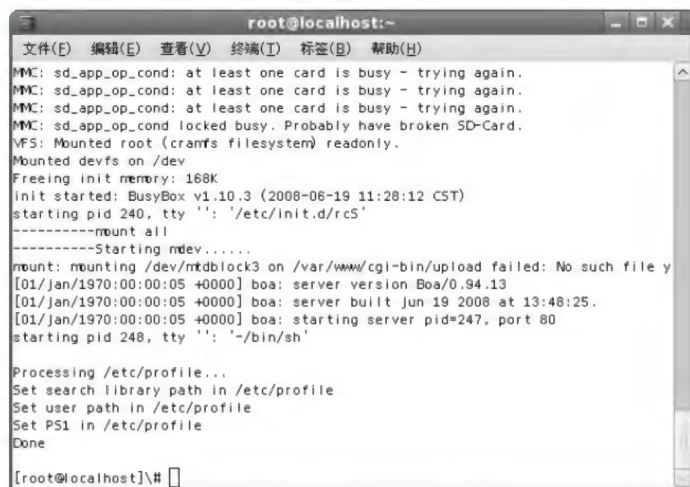 root@localhost:~
文件(F) 编辑(E) 查看(V) 终端(T) 标签(B) 帮助(H)
MMC: sd_app_op_cond: at least one card is busy - trying again.
MMC: sd_app_op_cond: at least one card is busy - trying again.
MMC: sd_app_op_cond: at least one card is busy - trying again.
MMC: sd_app_op_cond locked busy. Probably have broken SD-Card.
VFS: Mounted root (cramfs filesystem) readonly.
Mounted devfs on /dev
Freeing init memory: 168K
init started: BusyBox v1.10.3 (2008-06-19 11:28:12 CST)
starting pid 240, tty '': '/etc/init.d/rcS'
----------mount all
----------Starting mdev......
mount: mounting /dev/mtdblock3 on /var/www/cgi-bin/upload failed: No such file y
[01/Jan/1970:00:00:05 +0000] boa: server version Boa/0.94.13
[01/Jan/1970:00:00:05 +0000] boa: server built Jun 19 2008 at 13:48:25.
[01/Jan/1970:00:00:05 +0000] boa: starting server pid=247, port 80
starting pid 248, tty '': '-/bin/sh'
Processing /etc/profile...
Set search library path in /etc/profile
Set user path in /etc/profile
Set PS1 in /etc/profile
Done
[root@localhost]\#